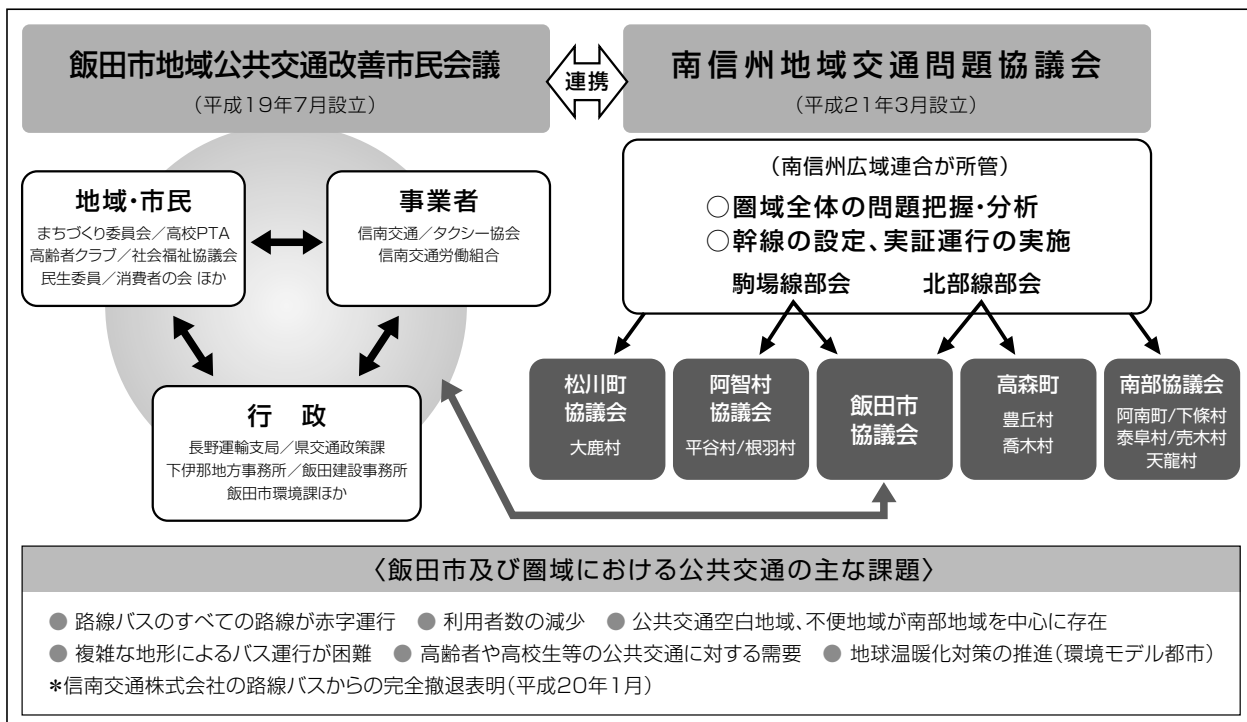 飯田市地域公共交通改善市民会議
（平成19年7月設立）
連携
南信州地域交通問題協議会
（平成21年3月設立）
地域・市民
まちづくり委員会／高校PTA
高齢者クラブ／社会福祉協議会
民生委員／消費者の会 ほか
事業者
信南交通／タクシー協会
信南交通労働組合
行　政
長野運輸支局／県交通政策課
下伊那地方事務所／飯田建設事務所
飯田市環境課ほか
（南信州広域連合が所管）
○圏域全体の問題把握・分析
○幹線の設定、実証運行の実施
駒場線部会　北部線部会
松川町
協議会
大鹿村
阿智村
協議会
平谷村/根羽村
飯田市
協議会
高森町
豊丘村
喬木村
南部協議会
阿南町/下條村
泰阜村/売木村
天龍村
〈飯田市及び圏域における公共交通の主な課題〉
● 路線バスのすべての路線が赤字運行　● 利用者数の減少　● 公共交通空白地域、不便地域が南部地域を中心に存在
● 複雑な地形によるバス運行が困難　● 高齢者や高校生等の公共交通に対する需要　● 地球温暖化対策の推進（環境モデル都市）
＊信南交通株式会社の路線バスからの完全撤退表明（平成20年1月）